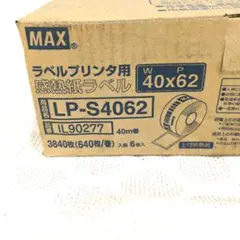 MAX
ラベルプリンタ用
感熱紙ラベル
W P
40x62
LP-S4062
IL90277
40m巻
3840枚(640枚/巻)
入数 6巻入